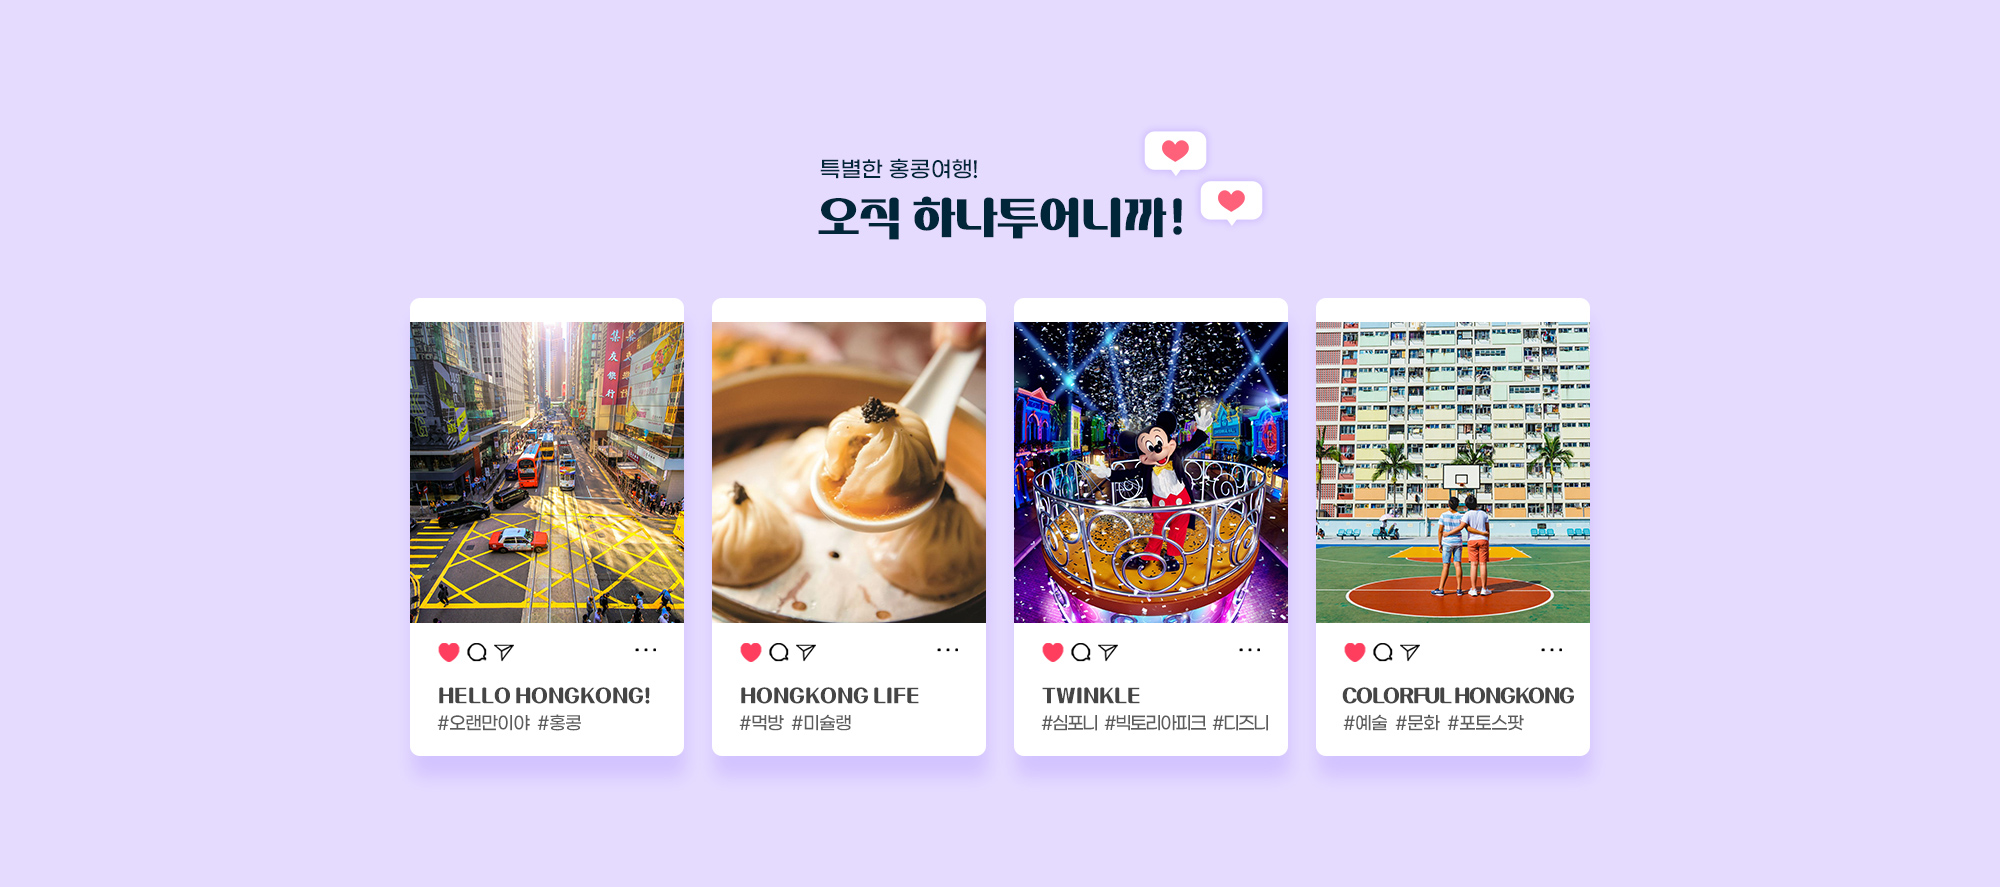 특별한 홍콩여행!
오직 하나투어니까!
HELLO HONGKONG!
#오랜만이야 #홍콩
HONGKONG LIFE
#먹방 #미슐랭
TWINKLE
#심포니 #빅토리아피크 #디즈니
COLORFUL HONGKONG
#예술 #문화 #포토스팟